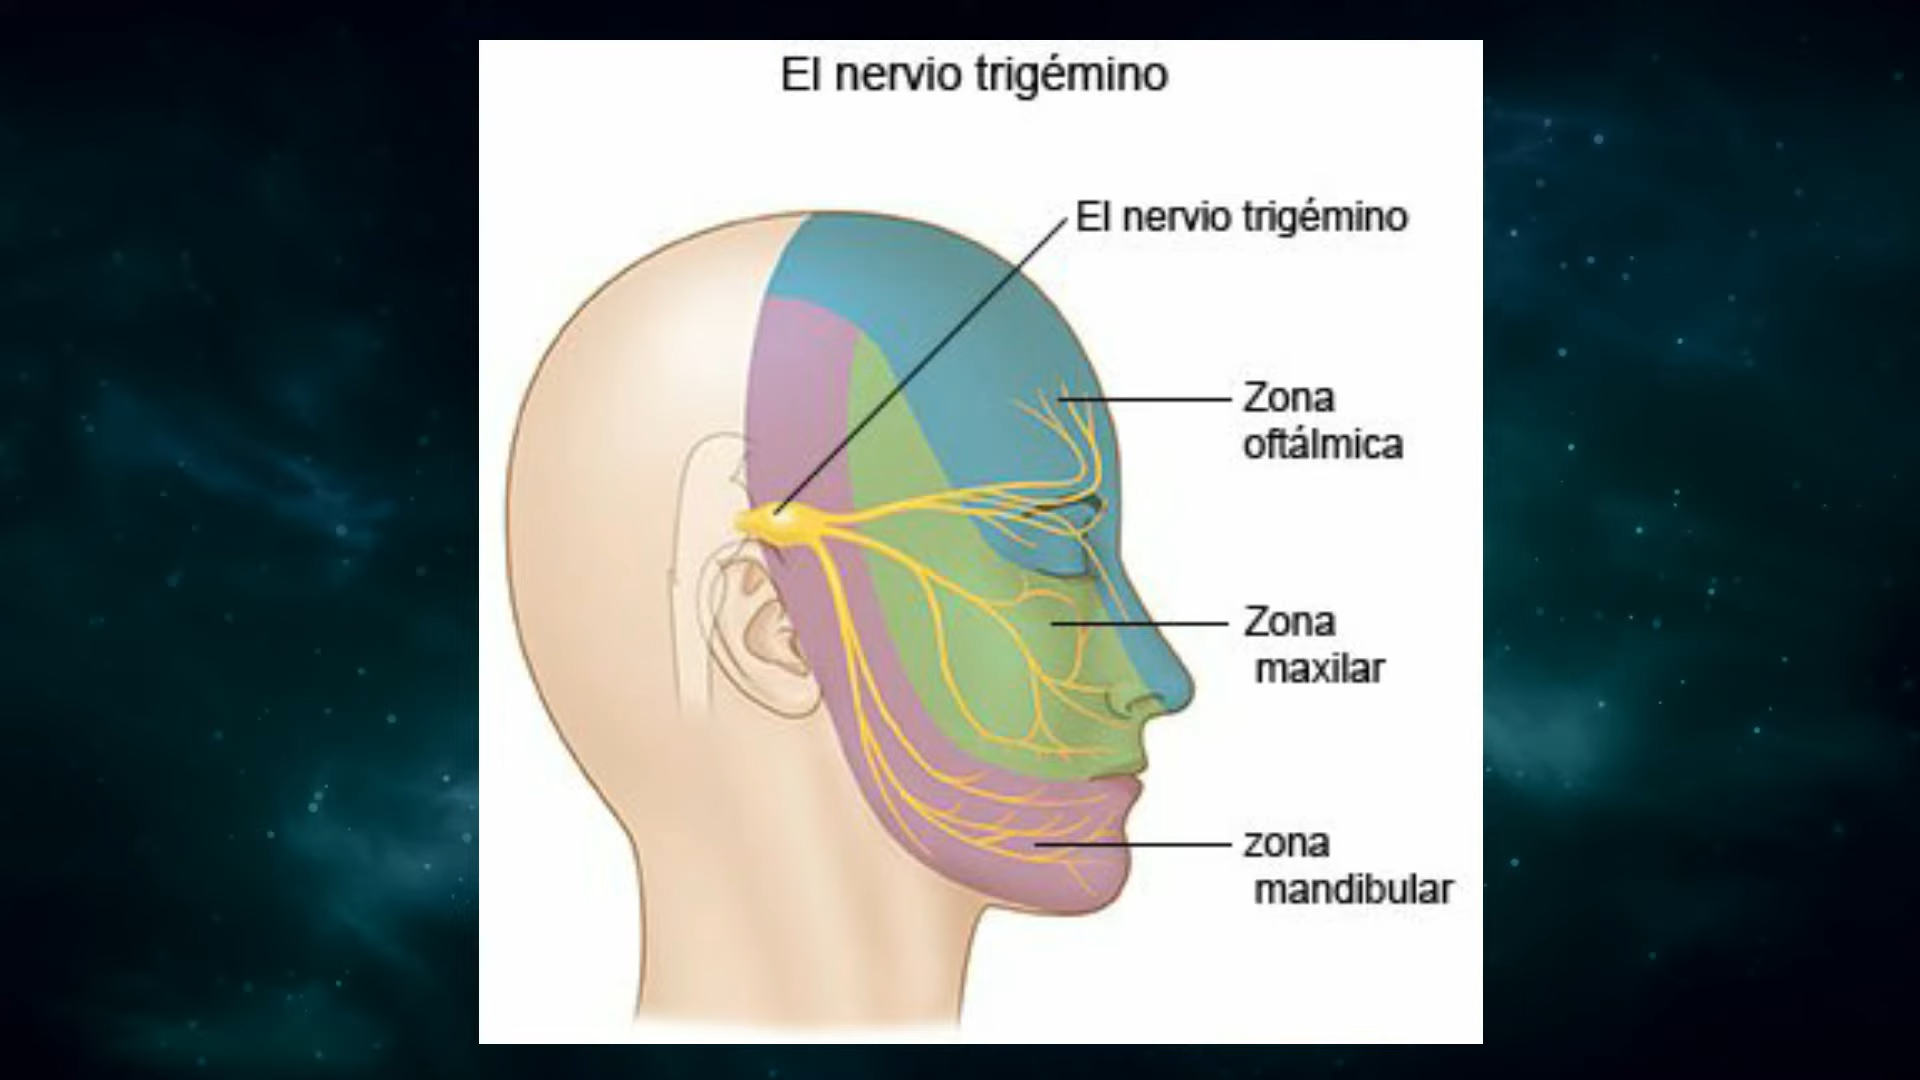 El nervio trigémino
El nervio trigémino
Zona
oftálmica
Zona
maxilar
zona
mandibular